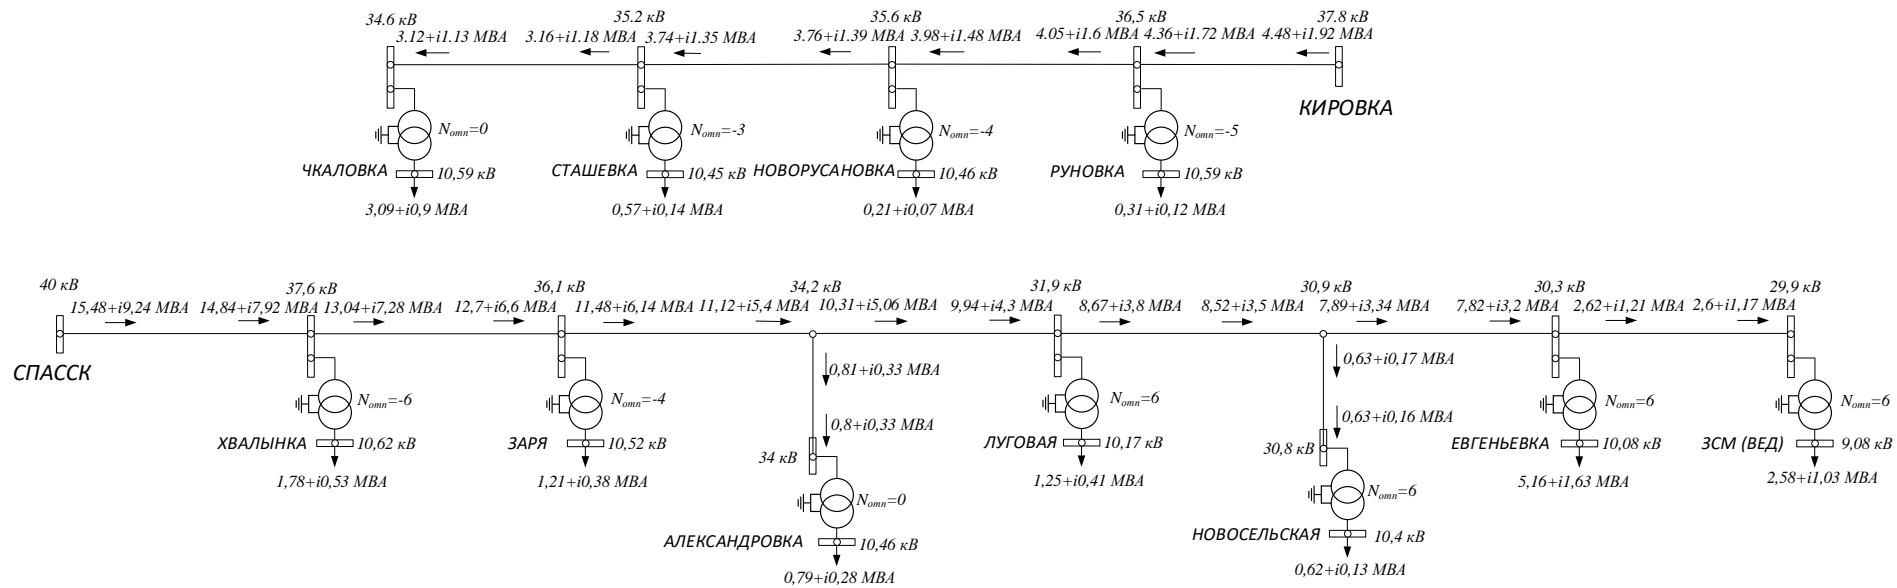 34.6 кВ
35.2 кВ
35.6 кВ
36,5 кВ
37.8 кВ
3.12+i1.13 МВА
3.16+i1.18 МВА
3.74+i1.35 МВА
3.76+i1.39 МВА
3.98+i1.48 МВА
4.05+i1.6 МВА
4.36+i1.72 МВА
4.48+i1.92 МВА
КИРОВКА
Nотп=0
Nотп=-3
Nотп=-4
Nотп=-5
ЧКАЛОВКА
10,59 кВ
СТАШЕВКА
10,45 кВ
НОВОРУСАНОВКА
10,46 кВ
РУНОВКА
10,59 кВ
3,09+i0,9 МВА
0,57+i0,14 МВА
0,21+i0,07 МВА
0,31+i0,12 МВА
40 кВ
37,6 кВ
36,1 кВ
34,2 кВ
31,9 кВ
30,9 кВ
30,3 кВ
29,9 кВ
15,48+i9,24 МВА
14,84+i7,92 МВА
13,04+i7,28 МВА
12,7+i6,6 МВА
11,48+i6,14 МВА
11,12+i5,4 МВА
10,31+i5,06 МВА
9,94+i4,3 МВА
8,67+i3,8 МВА
8,52+i3,5 МВА
7,89+i3,34 МВА
7,82+i3,2 МВА
2,62+i1,21 МВА
2,6+i1,17 МВА
СПАССК
0,81+i0,33 МВА
0,63+i0,17 МВА
Nотп=-6
Nотп=-4
Nотп=6
Nотп=6
Nотп=6
0,8+i0,33 МВА
0,63+i0,16 МВА
ХВАЛЫНКА
10,62 кВ
ЗАРЯ
10,52 кВ
34 кВ
ЛУГОВАЯ
10,17 кВ
30,8 кВ
ЕВГЕНЬЕВКА
10,08 кВ
ЗСМ (ВЕД)
9,08 кВ
1,78+i0,53 МВА
1,21+i0,38 МВА
1,25+i0,41 МВА
5,16+i1,63 МВА
2,58+i1,03 МВА
Nотп=0
Nотп=6
АЛЕКСАНДРОВКА
10,46 кВ
НОВОСЕЛЬСКАЯ
10,4 кВ
0,79+i0,28 МВА
0,62+i0,13 МВА